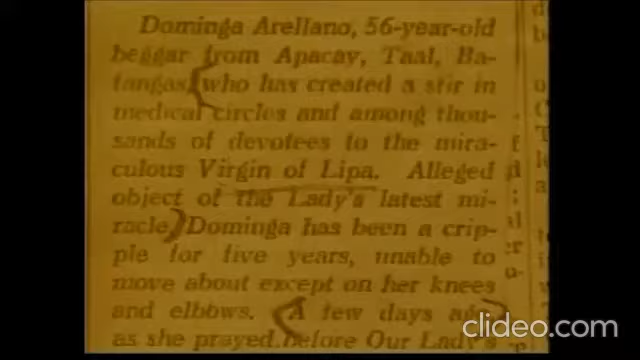 Dominga Arellano, 56-year-old
beggar from Apacay, Taal, Ba-
tangas, who has created a stir in
medical circles and among thou-
sands of devotees to the mira-
culous Virgin of Lipa. Alleged
object of the Lady's latest mi-
racle, Dominga has been a crip-
ple for five years, unable to
move about except on her knees
and elbows. A few days ago
as she prayed before Our Lady's
clideo.com